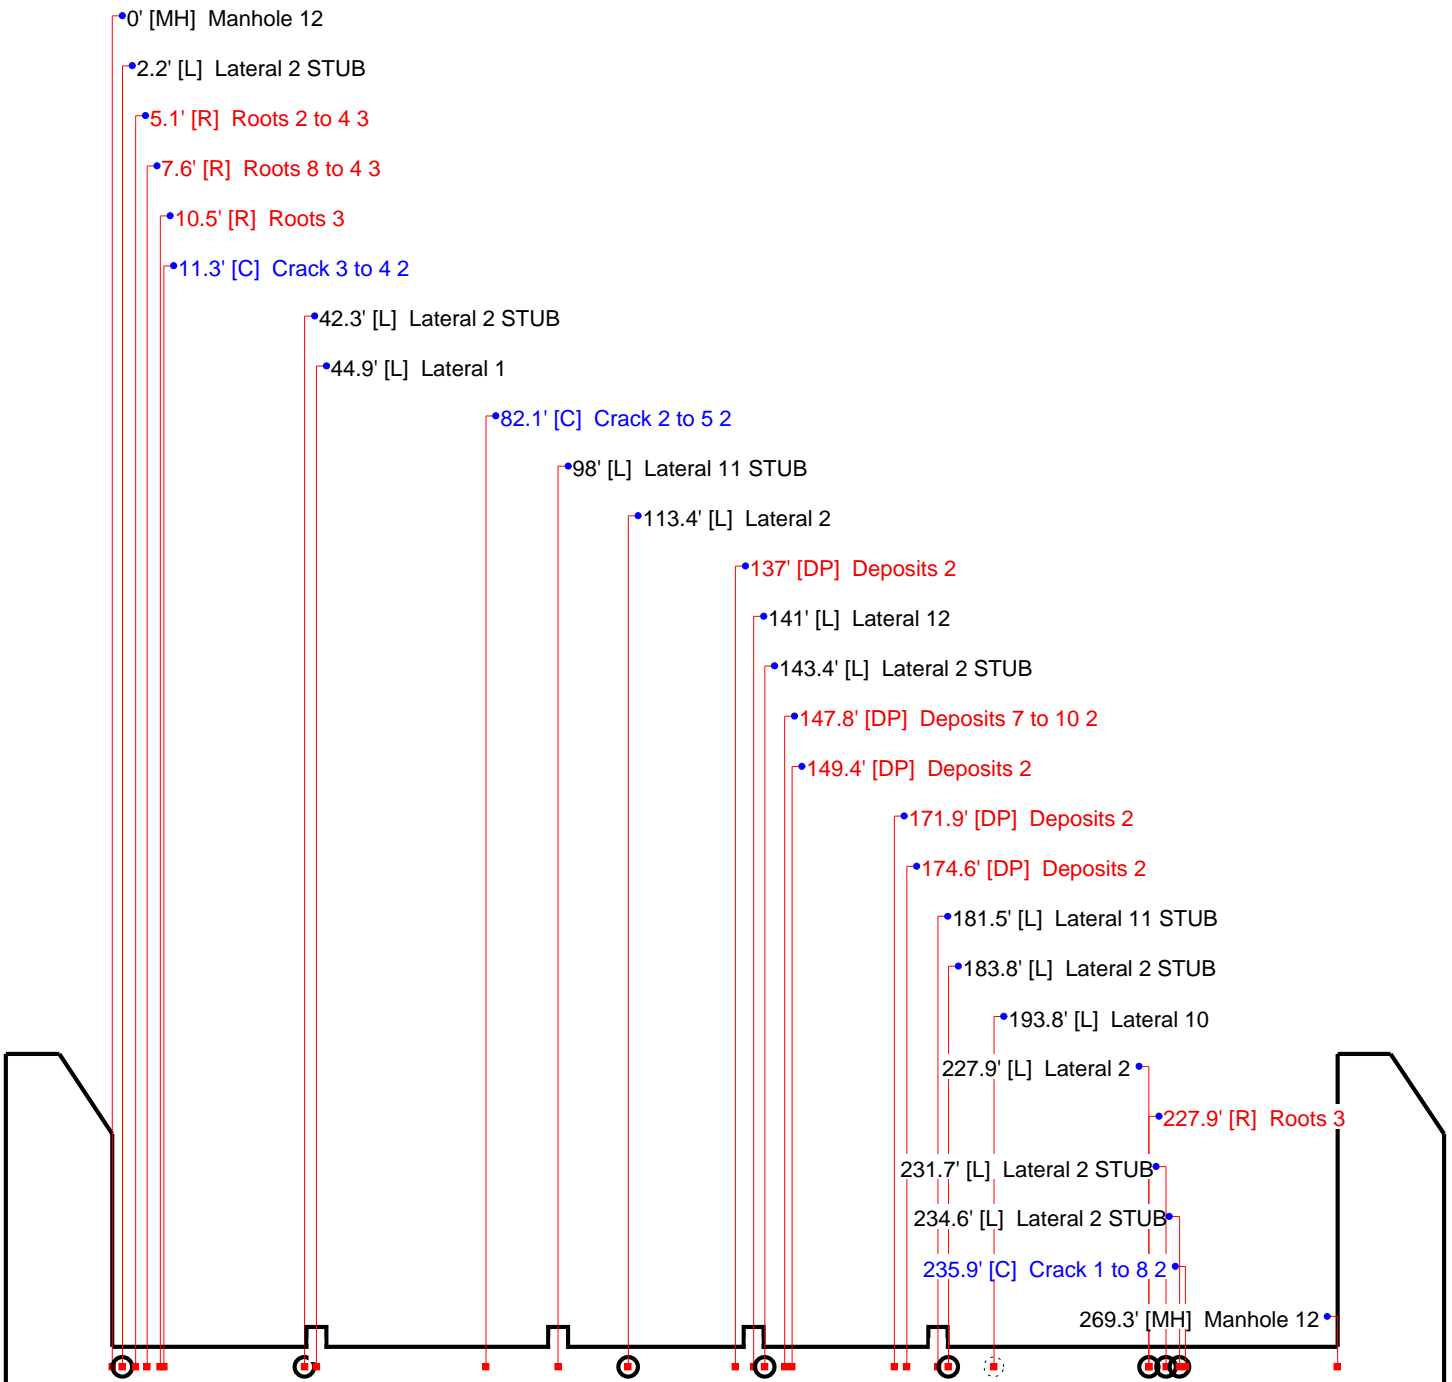 0' [MH] Manhole 12
2.2' [L] Lateral 2 STUB
5.1' [R] Roots 2 to 4 3
7.6' [R] Roots 8 to 4 3
10.5' [R] Roots 3
11.3' [C] Crack 3 to 4 2
42.3' [L] Lateral 2 STUB
44.9' [L] Lateral 1
82.1' [C] Crack 2 to 5 2
98' [L] Lateral 11 STUB
113.4' [L] Lateral 2
137' [DP] Deposits 2
141' [L] Lateral 12
143.4' [L] Lateral 2 STUB
147.8' [DP] Deposits 7 to 10 2
149.4' [DP] Deposits 2
171.9' [DP] Deposits 2
174.6' [DP] Deposits 2
181.5' [L] Lateral 11 STUB
183.8' [L] Lateral 2 STUB
193.8' [L] Lateral 10
227.9' [L] Lateral 2
227.9' [R] Roots 3
231.7' [L] Lateral 2 STUB
234.6' [L] Lateral 2 STUB
235.9' [C] Crack 1 to 8 2
269.3' [MH] Manhole 12